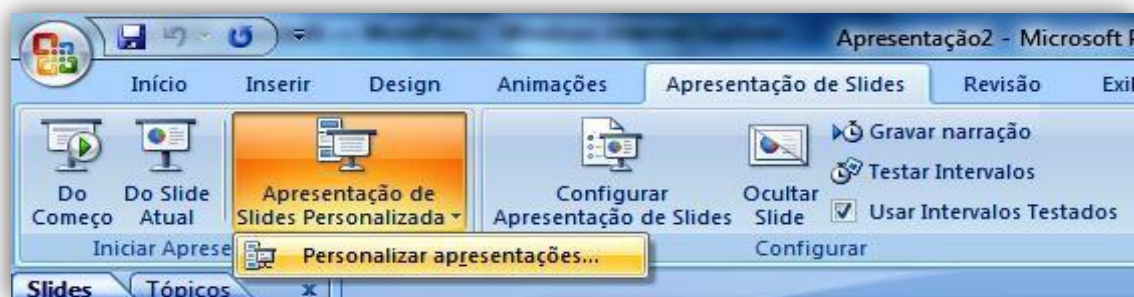 Apresentação2 - Microsoft P
Início Inserir Design Animações Apresentação de Slides Revisão Exi
Do Começo
Do Slide Atual
Apresentação de Slides Personalizada
Configurar Apresentação de Slides
Ocultar Slide
Gravar narração
Testar Intervalos
Usar Intervalos Testados
Iniciar Aprese
Configurar
Personalizar apresentações...
Slides Tópicos x